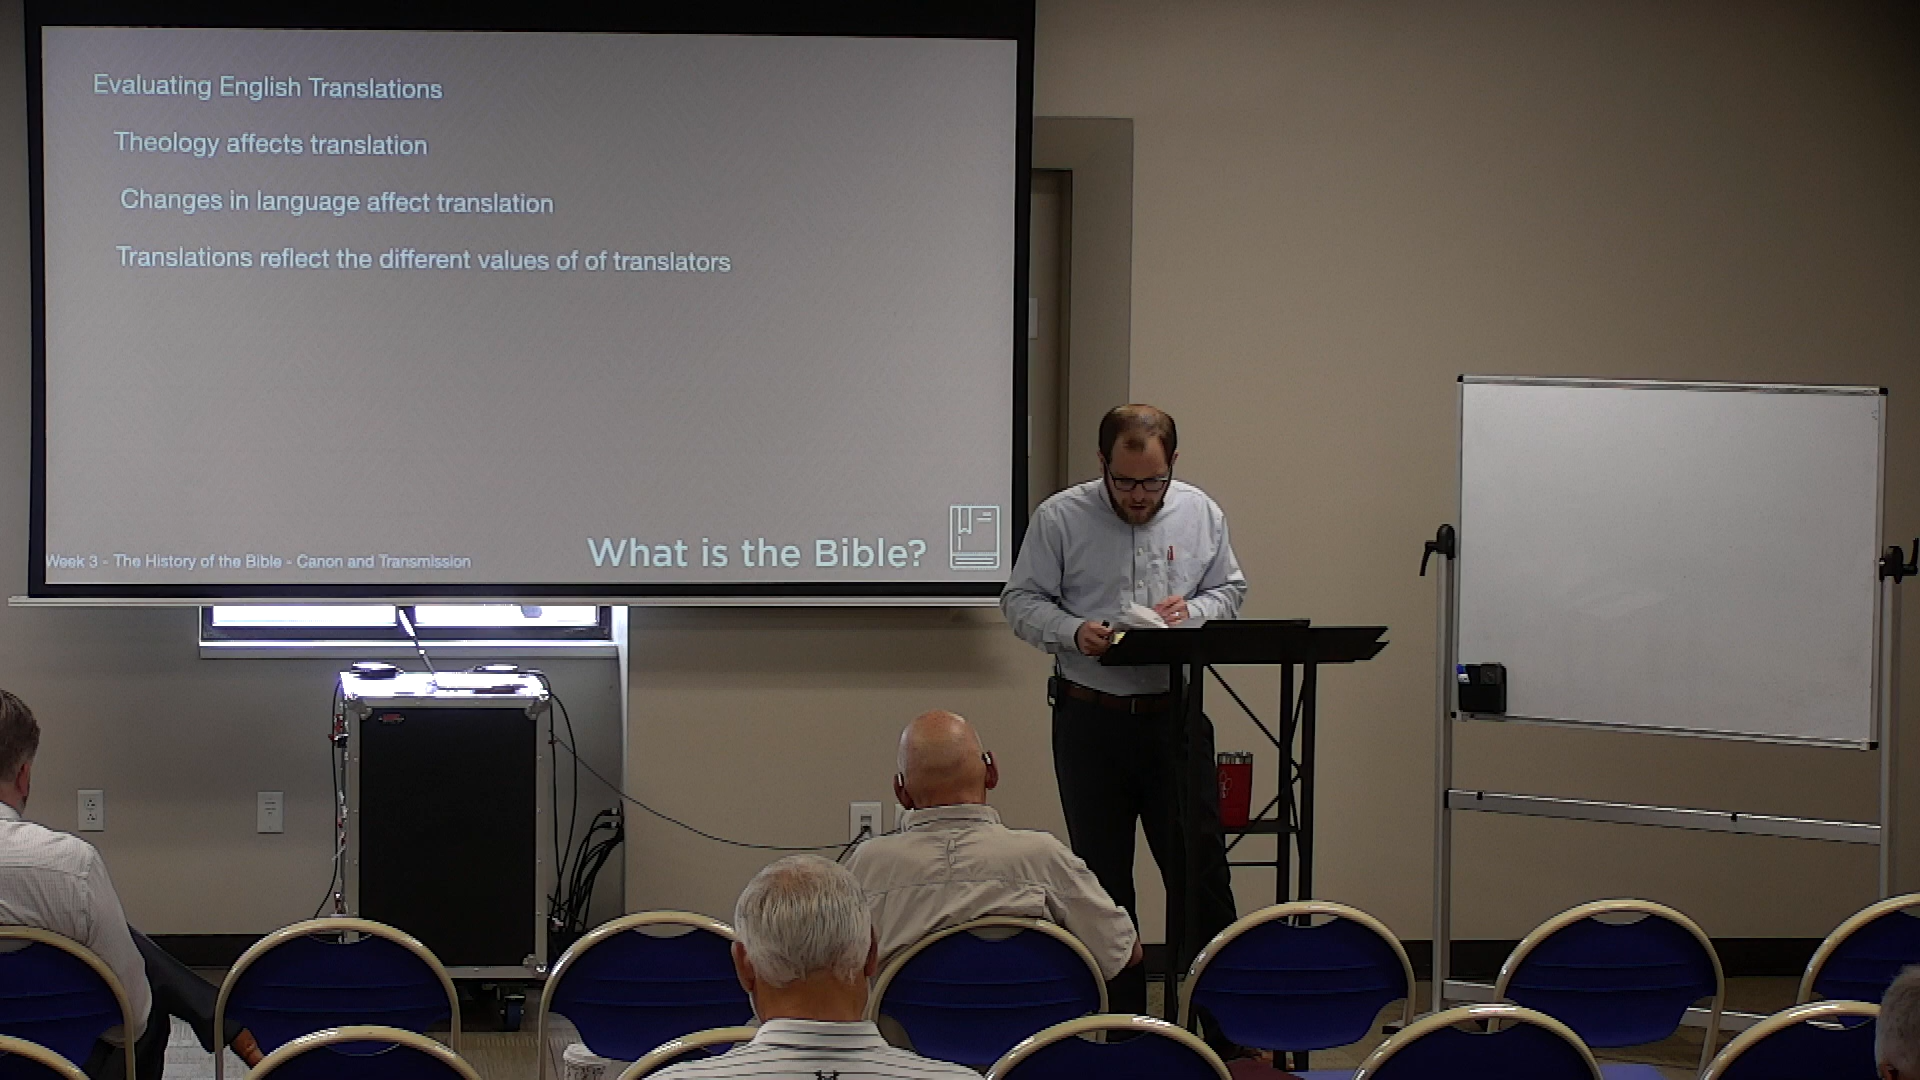 Evaluating English Translations
Theology affects translation
Changes in language affect translation
Translations reflect the different values of of translators
What is the Bible?
Week 3 - The History of the Bible - Canon and Transmission